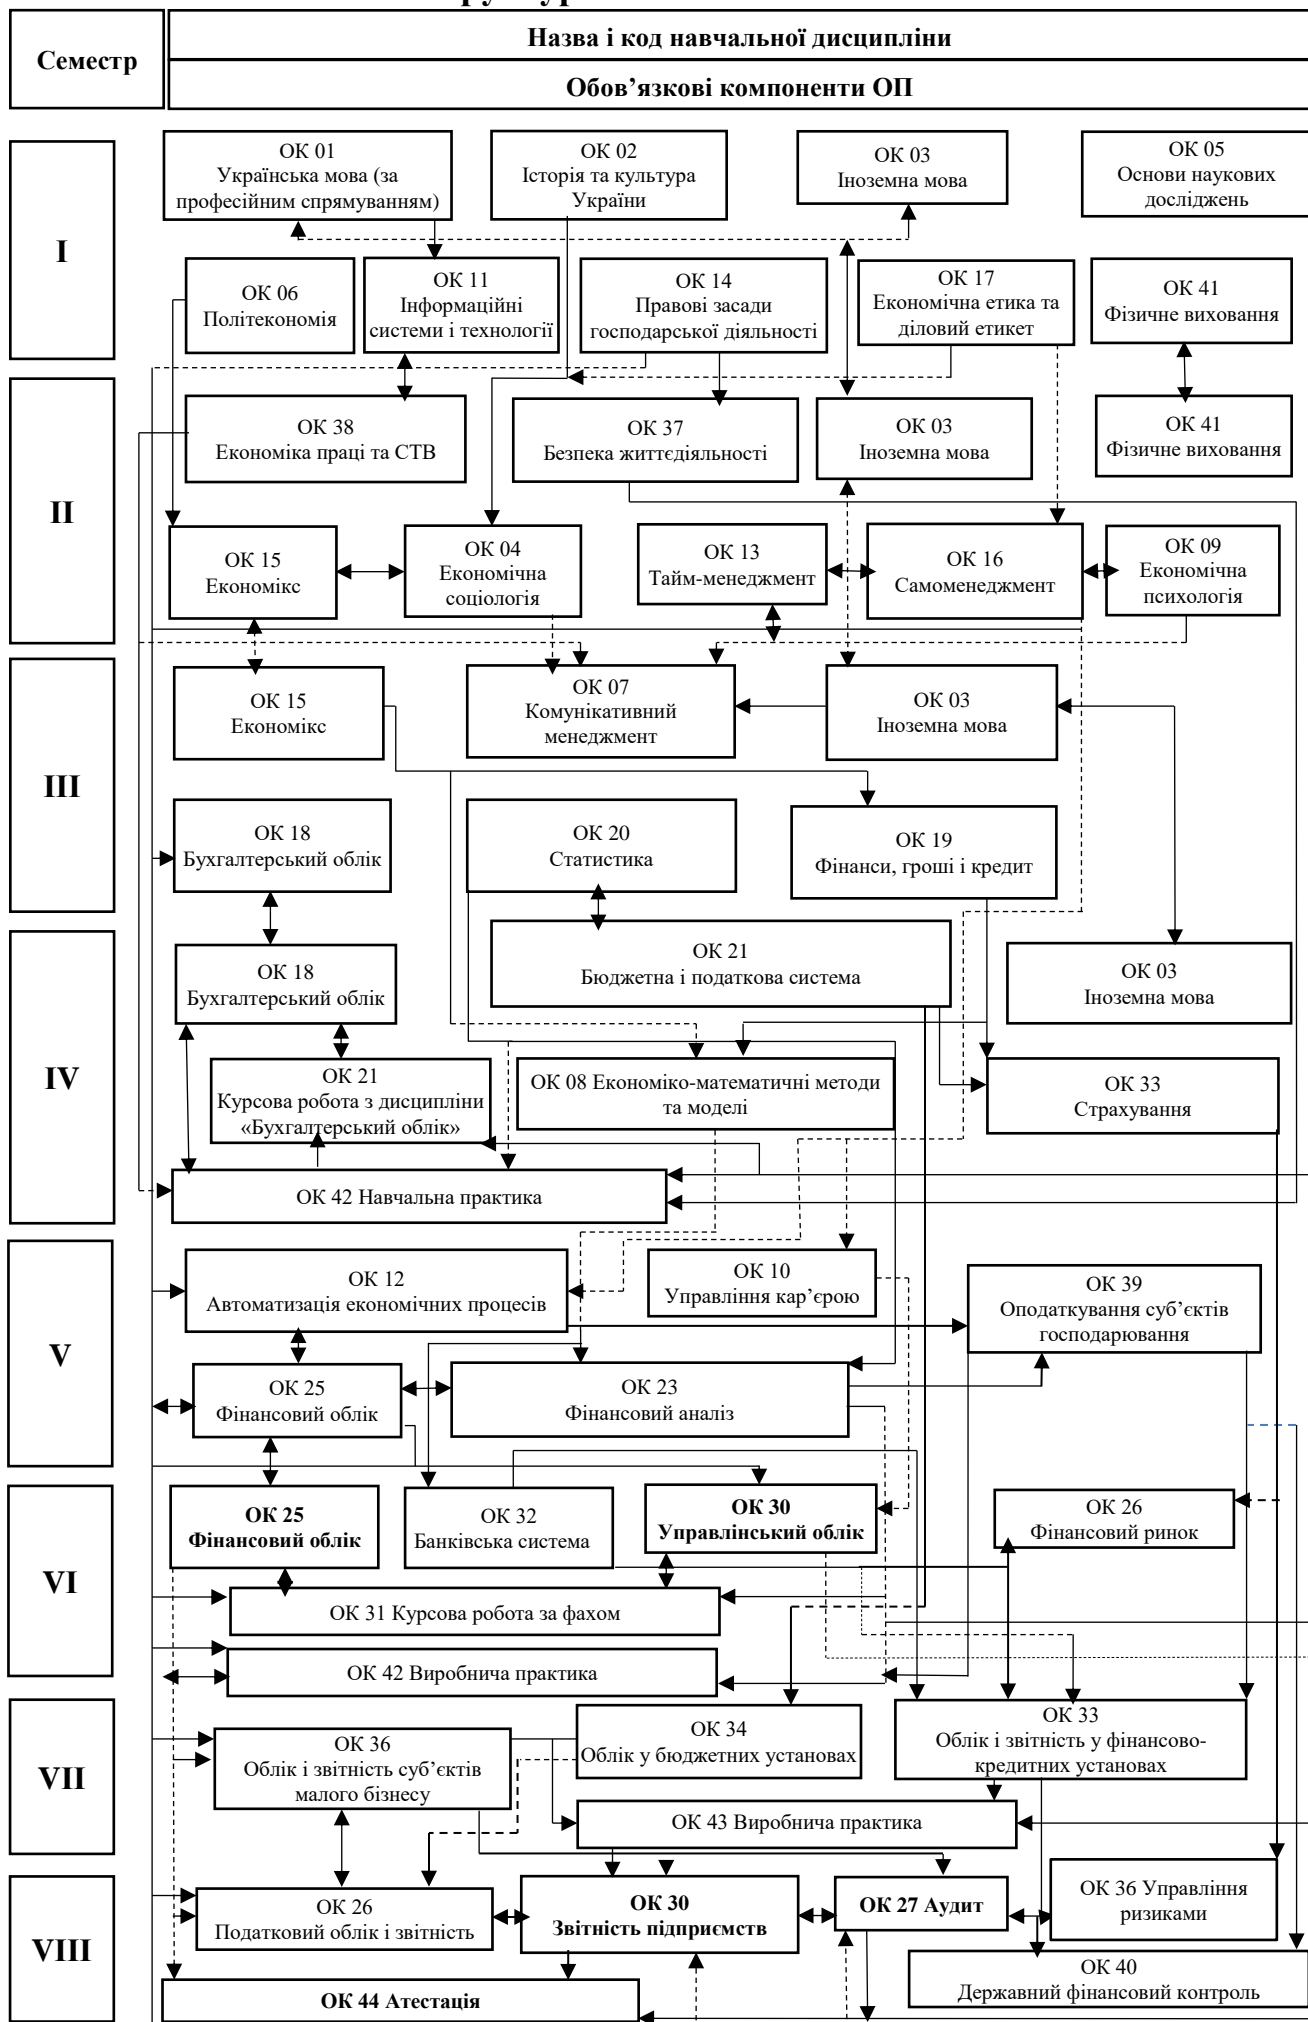 Семестр
Назва і код навчальної дисципліни
Обов’язкові компоненти ОП
I
ОК 01
Українська мова (за
професійним спрямуванням)
ОК 02
Історія та культура
України
ОК 03
Іноземна мова
ОК 05
Основи наукових
досліджень
ОК 06
Політекономія
ОК 11
Інформаційні
системи і технології
ОК 14
Правові засади
господарської діяльності
ОК 17
Економічна етика та
діловий етикет
ОК 41
Фізичне виховання
II
ОК 38
Економіка праці та СТВ
ОК 37
Безпека життєдіяльності
ОК 03
Іноземна мова
ОК 41
Фізичне виховання
ОК 15
Економікс
ОК 04
Економічна
соціологія
ОК 13
Тайм-менеджмент
ОК 16
Самоменеджмент
ОК 09
Економічна
психологія
III
ОК 15
Економікс
ОК 07
Комунікативний
менеджмент
ОК 03
Іноземна мова
ОК 18
Бухгалтерський облік
ОК 20
Статистика
ОК 19
Фінанси, гроші і кредит
IV
ОК 18
Бухгалтерський облік
ОК 21
Бюджетна і податкова система
ОК 03
Іноземна мова
ОК 21
Курсова робота з дисципліни
«Бухгалтерський облік»
ОК 08 Економіко-математичні методи
та моделі
ОК 33
Страхування
ОК 42 Навчальна практика
V
ОК 12
Автоматизація економічних процесів
ОК 10
Управління кар’єрою
ОК 39
Оподаткування суб’єктів
господарювання
ОК 25
Фінансовий облік
ОК 23
Фінансовий аналіз
VI
ОК 25
Фінансовий облік
ОК 32
Банківська система
ОК 30
Управлінський облік
ОК 26
Фінансовий ринок
ОК 31 Курсова робота за фахом
ОК 42 Виробнича практика
VII
ОК 36
Облік і звітність суб’єктів
малого бізнесу
ОК 34
Облік у бюджетних установах
ОК 33
Облік і звітність у фінансово-
кредитних установах
ОК 43 Виробнича практика
VIII
ОК 26
Податковий облік і звітність
ОК 30
Звітність підприємств
ОК 27 Аудит
ОК 36 Управління
ризиками
ОК 40
Державний фінансовий контроль
ОК 44 Атестація